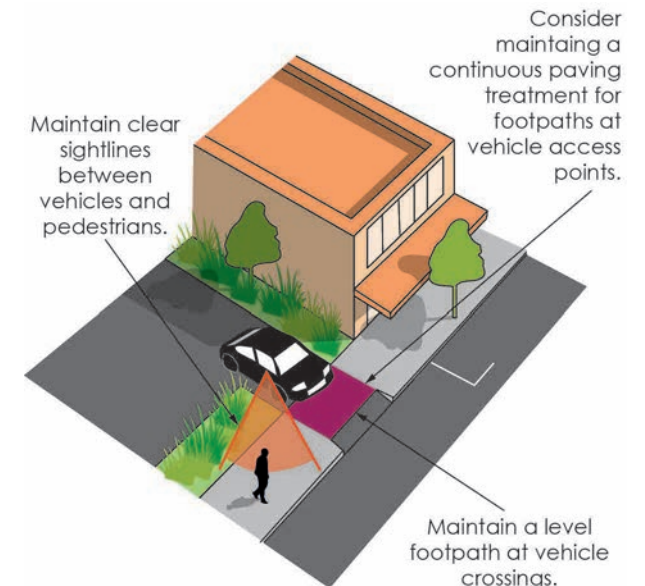 Consider
maintaing a
continuous paving
treatment for
footpaths at
vehicle access
points.
Maintain clear
sightlines
between
vehicles and
pedestrians.
Maintain a level
footpath at vehicle
crossings.